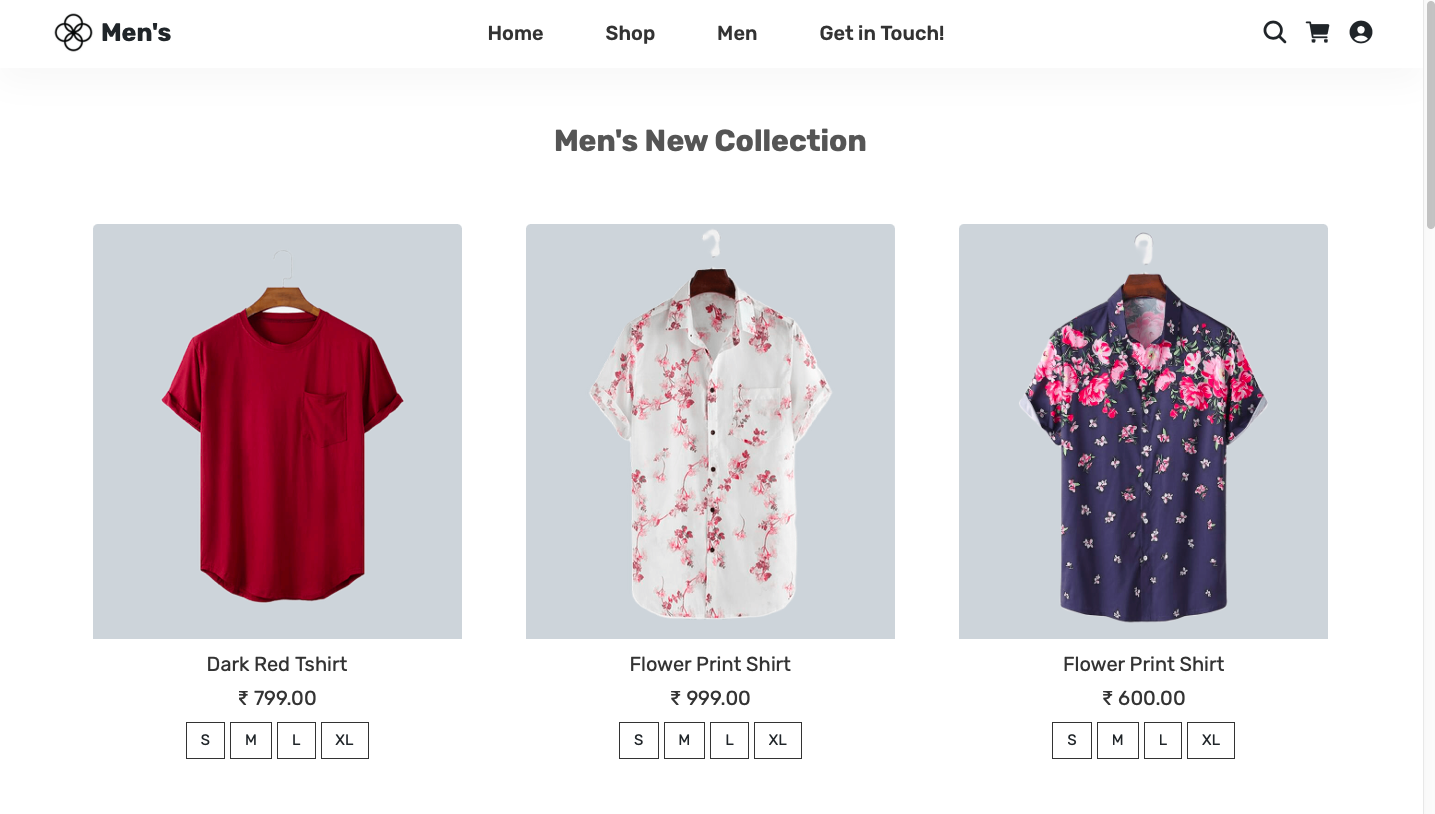 Men's
Home Shop Men Get in Touch!
Men's New Collection
Dark Red Tshirt
₹ 799.00
S M L XL
Flower Print Shirt
₹ 999.00
S M L XL
Flower Print Shirt
₹ 600.00
S M L XL